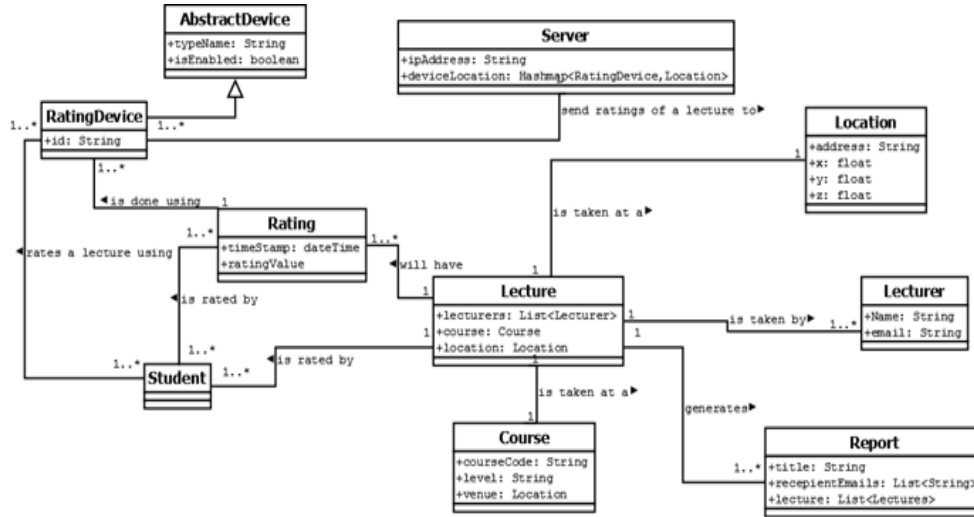 AbstractDevice
+typeName: String
+isEnabled: boolean
Server
+ipAddress: String
+deviceLocation: Hashmap<RatingDevice,Location>
RatingDevice
+id: String
1..*
1..*
1..*
send ratings of a lecture to▶
Location
+address: String
+x: float
+y: float
+z: float
1
is taken at a▶
1
◀is done using
1
Rating
+timeStamp: dateTime
+ratingValue
1..*
1..*
◀rates a lecture using
◀will have
1
◀is rated by
Lecture
+lecturers: List<Lecturer>
+course: Course
+location: Location
1
is taken by▶
1..*
Lecturer
+Name: String
+email: String
1
1
1
◀is rated by
1..*
1..*
1..*
Student
is taken at a▶
1
generates▶
Course
+courseCode: String
+level: String
+venue: Location
1..*
Report
+title: String
+recepientEmails: List<String>
+lecture: List<Lectures>